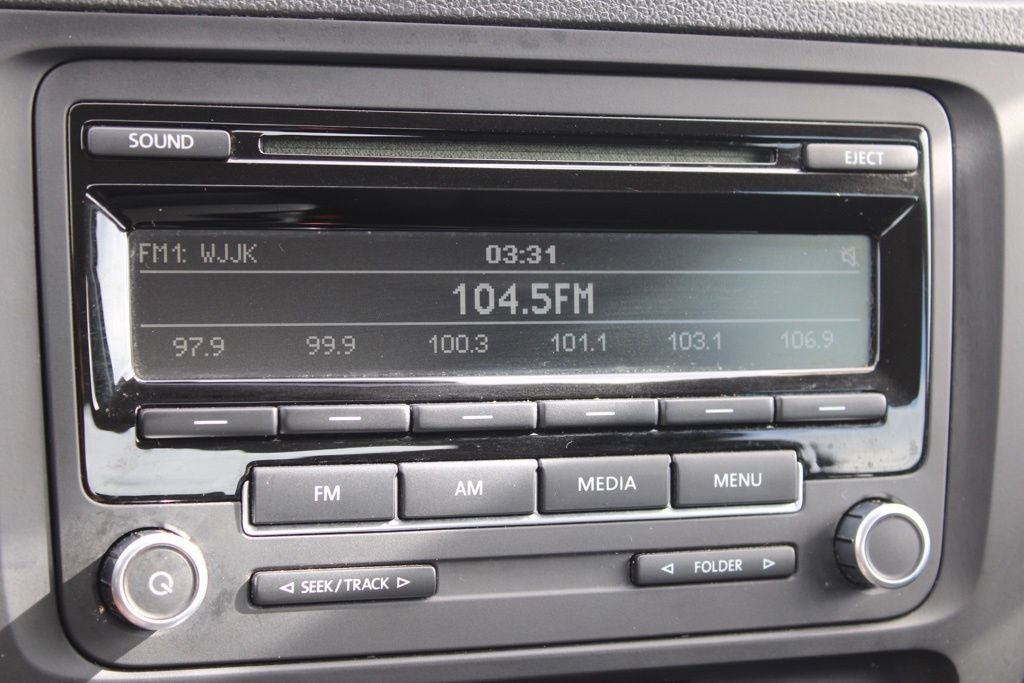 SOUND
EJECT
FM1: WJJK 03:31
104.5FM
97.9 99.9 100.3 101.1 103.1 106.9
FM AM MEDIA MENU
SEEK/TRACK
FOLDER